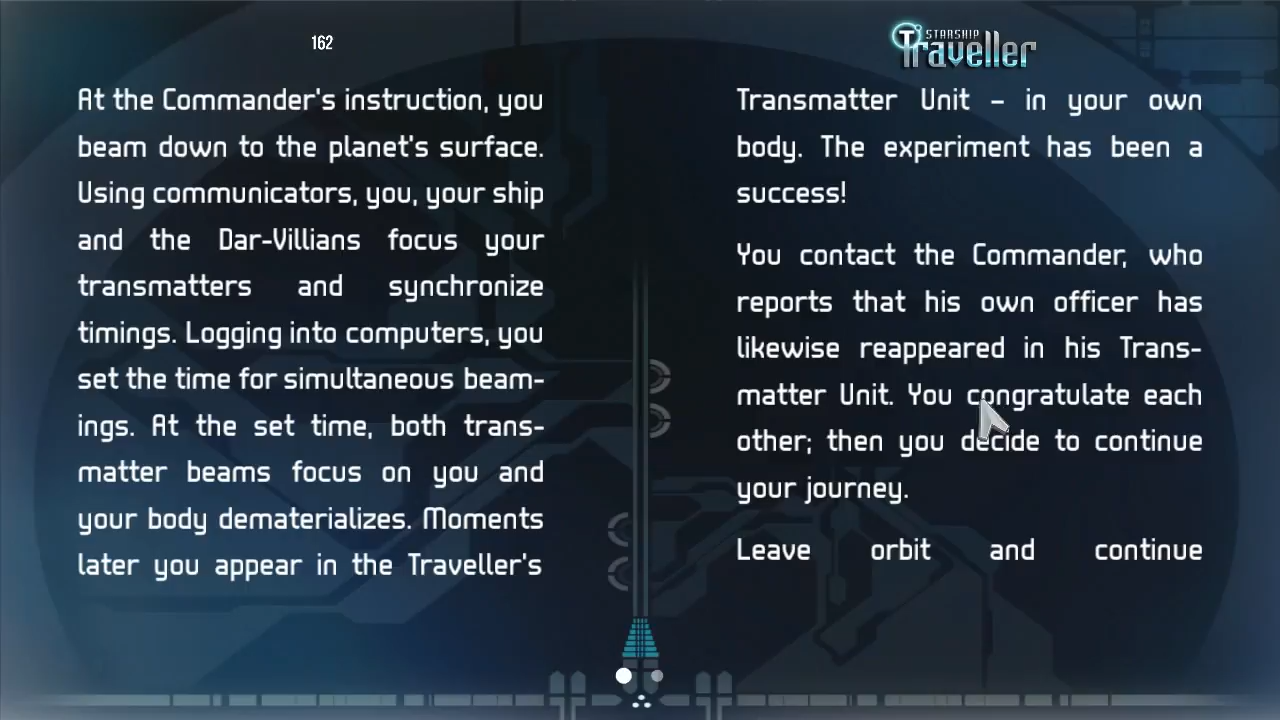 162
STARSHIP
Traveller
At the Commander's instruction, you
beam down to the planet's surface.
Using communicators, you, your ship
and the Dar-Villians focus your
transmatters and synchronize
timings. Logging into computers, you
set the time for simultaneous beam-
ings. At the set time, both trans-
matter beams focus on you and
your body dematerializes. Moments
later you appear in the Traveller's
Transmatter Unit – in your own
body. The experiment has been a
success!
You contact the Commander, who
reports that his own officer has
likewise reappeared in his Trans-
matter Unit. You congratulate each
other; then you decide to continue
your journey.
Leave orbit and continue